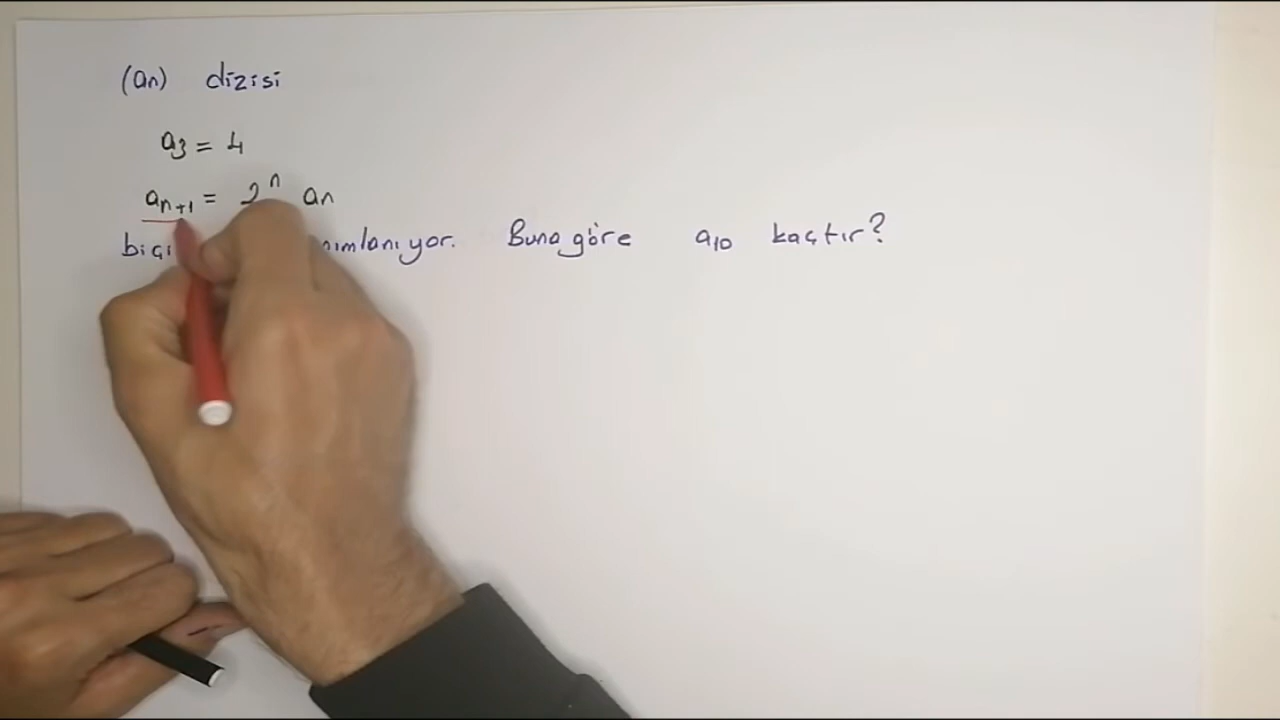 (an) dizisi
a3 = 4
an+1 = 2^n an
Buna göre a10 kaçtır?